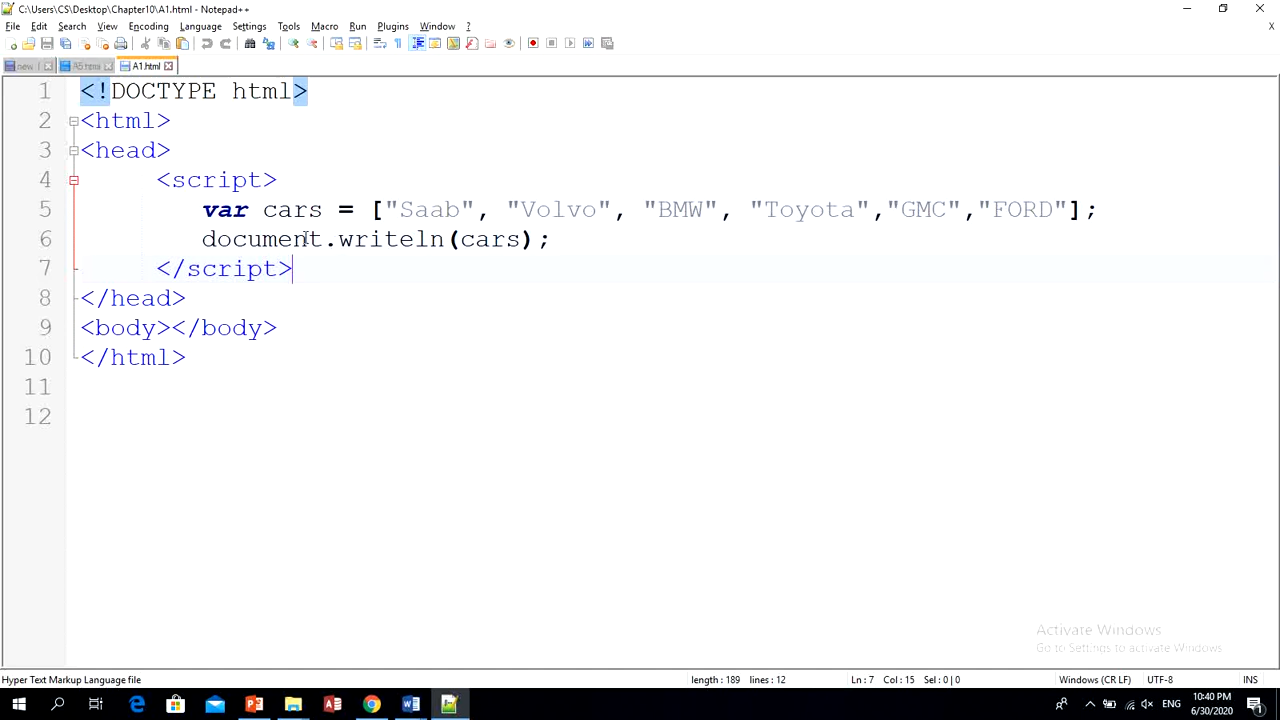 C:\Users\CS\Desktop\Chapter10\A1.html - Notepad++
File Edit Search View Encoding Language Settings Tools Macro Run Plugins Window ?
X
new A5.html A1.html
1 <!DOCTYPE html>
2 <html>
3 <head>
4 <script>
5 var cars = ["Saab", "Volvo", "BMW", "Toyota","GMC","FORD"];
6 document.writeln(cars);
7 </script>
8 </head>
9 <body></body>
10 </html>
11
12
Activate Windows
Go to Settings to activate Windows.
Hyper Text Markup Language file length : 189 lines : 12 Ln : 7 Col : 15 Sel : 0 | 0 Windows (CR LF) UTF-8 INS
ENG 10:40 PM
6/30/2020